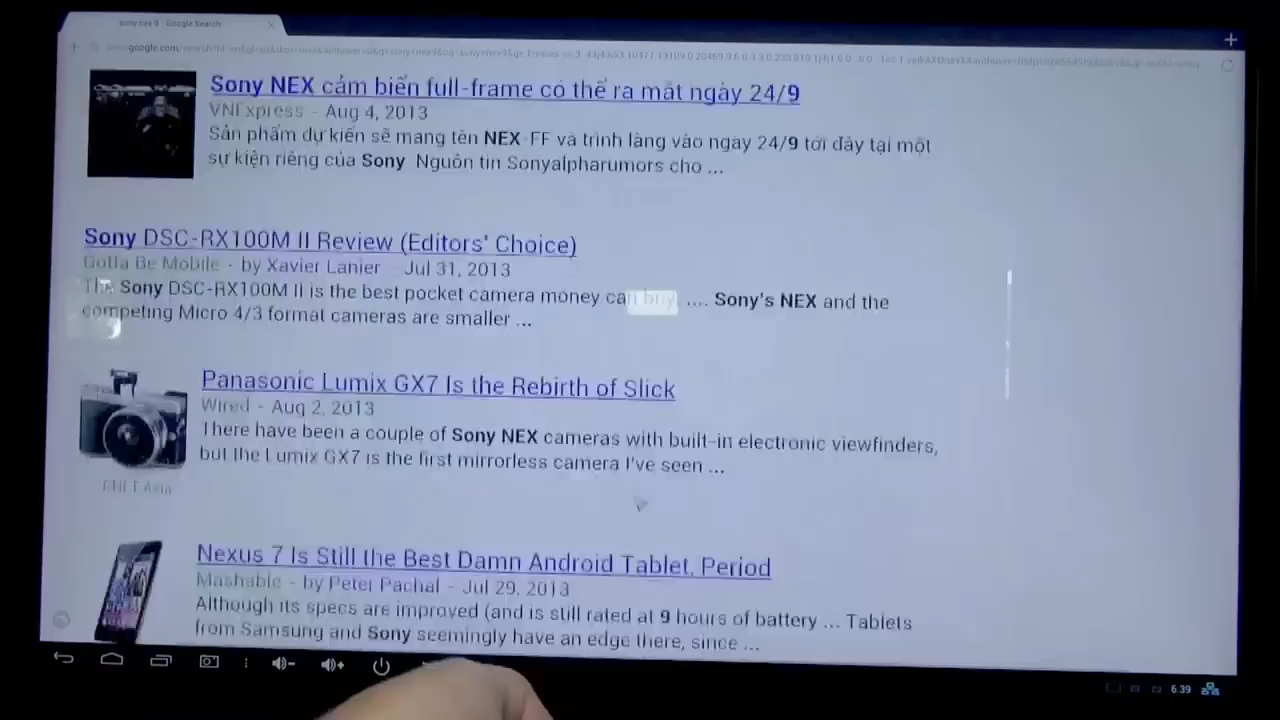 sony nex 9 - Google Search
Sony NEX cảm biến full-frame có thể ra mắt ngày 24/9
VNExpress - Aug 4, 2013
Sản phẩm dự kiến sẽ mang tên NEX-FF và trình làng vào ngày 24/9 tới đây tại một
sự kiện riêng của Sony Nguồn tin Sonyalpharumors cho ...
Sony DSC-RX100M II Review (Editors' Choice)
Gotta Be Mobile - by Xavier Lanier - Jul 31, 2013
The Sony DSC-RX100M II is the best pocket camera money can buy. .... Sony's NEX and the
competing Micro 4/3 format cameras are smaller ...
Panasonic Lumix GX7 Is the Rebirth of Slick
Wired - Aug 2, 2013
There have been a couple of Sony NEX cameras with built-in electronic viewfinders,
but the Lumix GX7 is the first mirrorless camera I've seen ...
CNET Asia
Nexus 7 Is Still the Best Damn Android Tablet, Period
Mashable - by Peter Pachal - Jul 29, 2013
Although its specs are improved (and is still rated at 9 hours of battery ... Tablets
from Samsung and Sony seemingly have an edge there, since ...
6:39